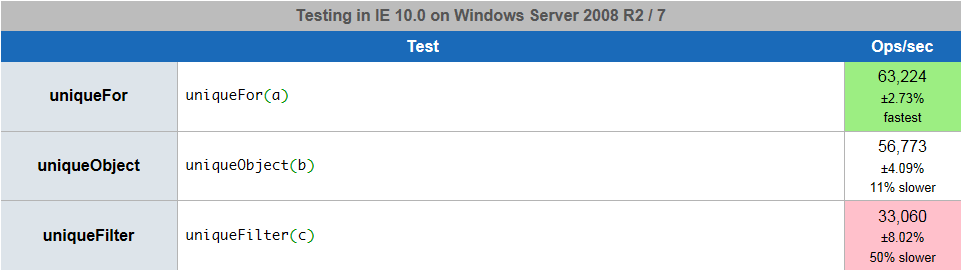 Testing in IE 10.0 on Windows Server 2008 R2 / 7
Test Ops/sec
uniqueFor uniqueFor(a) 63,224
±2.73%
fastest
uniqueObject uniqueObject(b) 56,773
±4.09%
11% slower
uniqueFilter uniqueFilter(c) 33,060
±8.02%
50% slower